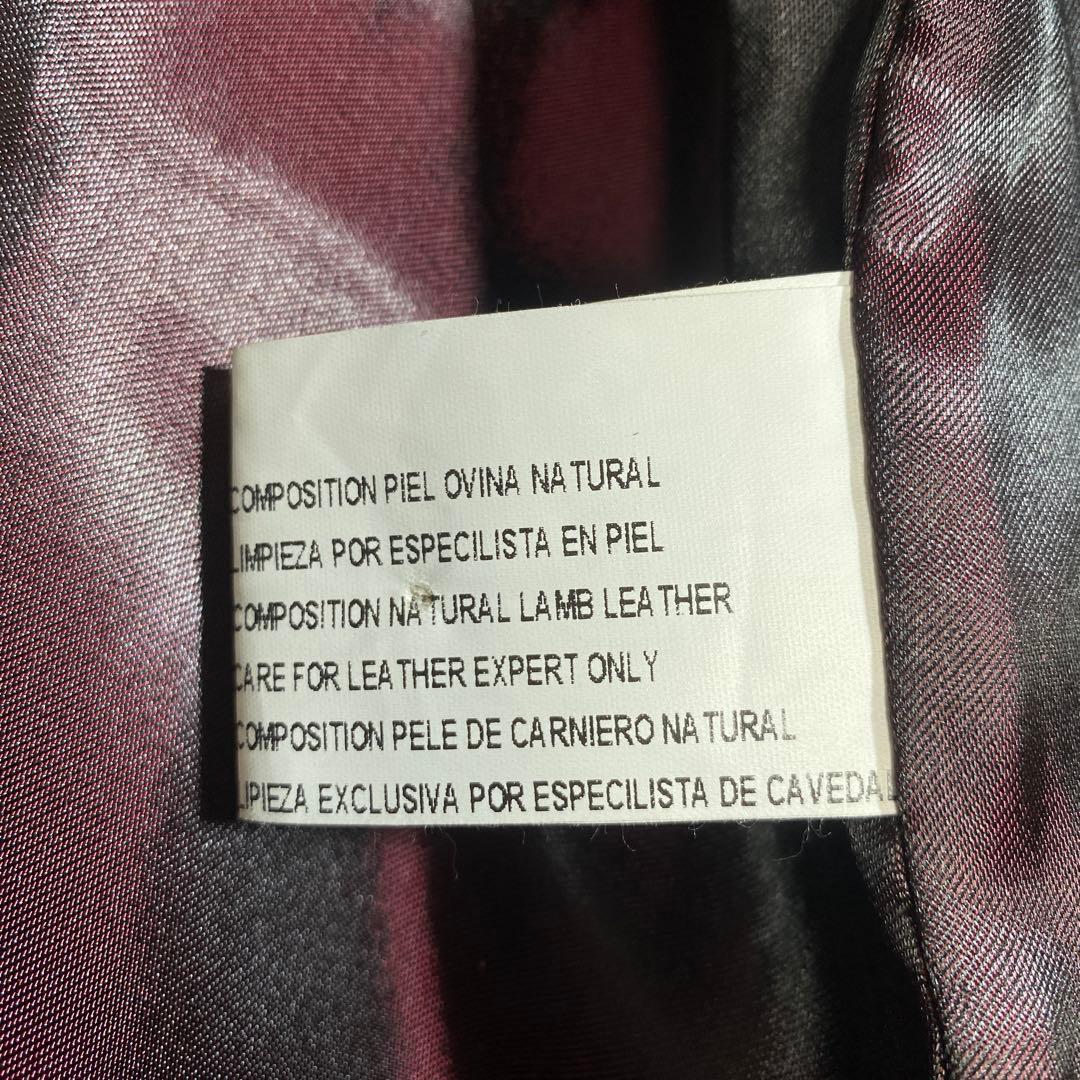 COMPOSITION PIEL OVINA NATURAL
LIMPIEZA POR ESPECILISTA EN PIEL
COMPOSITION NATURAL LAMB LEATHER
CARE FOR LEATHER EXPERT ONLY
COMPOSITION PELE DE CARNIERO NATURAL
LIPIEZA EXCLUSIVA POR ESPECILISTA DE CAVEDAL